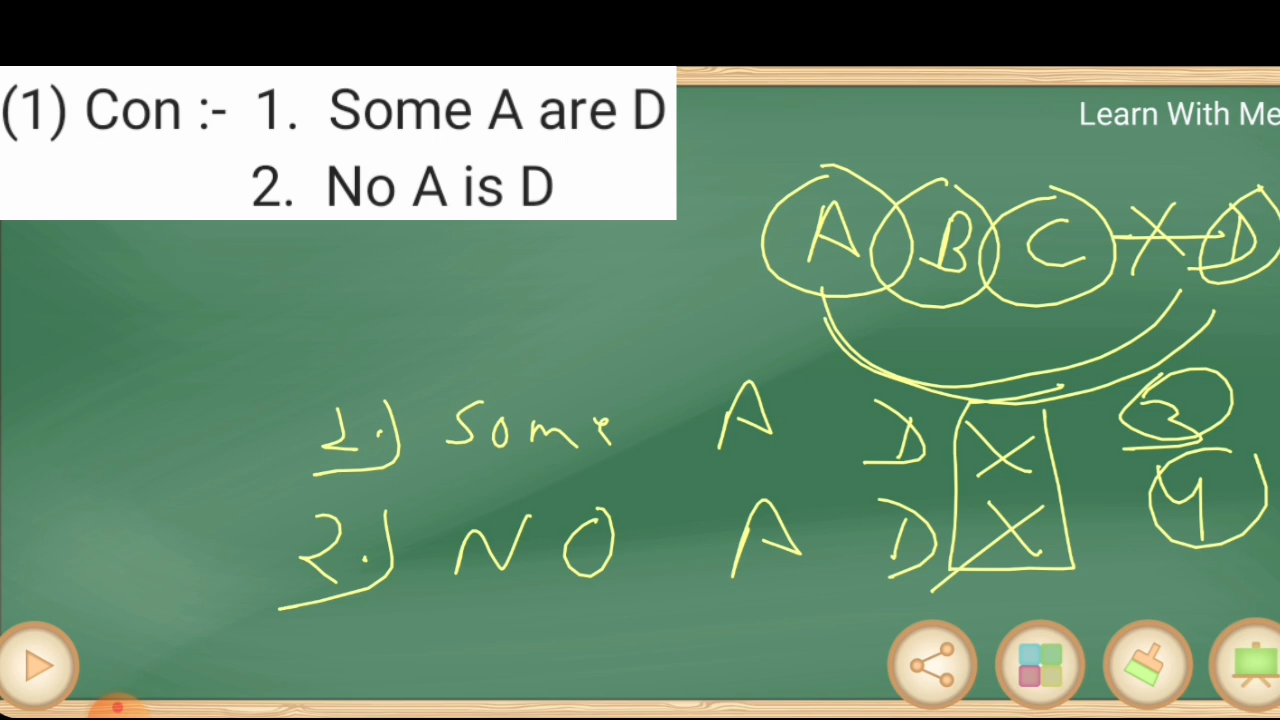 (1) Con :- 1. Some A are D
2. No A is D
Learn With Me
A B C X D
1.) Some A D X
2.) NO A D X